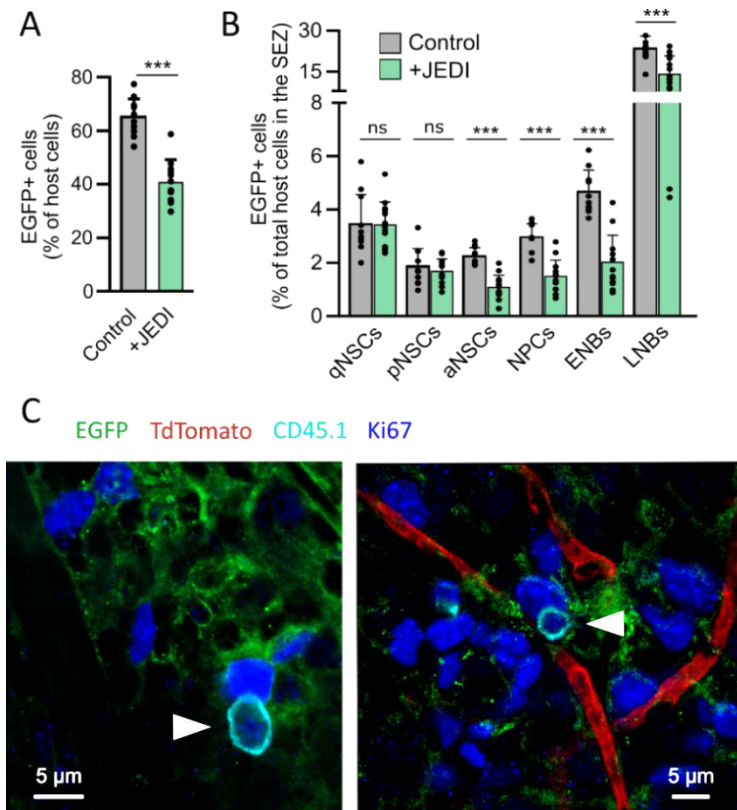 A
***
EGFP+ cells
(% of host cells)
80
60
40
20
0
Control
+JEDI
B
Control
+JEDI
EGFP+ cells
(% of total host cells in the SEZ)
30
15
8
6
4
2
0
ns
ns
***
***
***
***
qNSCs
pNSCs
aNSCs
NPCs
ENBs
LNBs
C
EGFP TdTomato CD45.1 Ki67
5 µm
5 µm